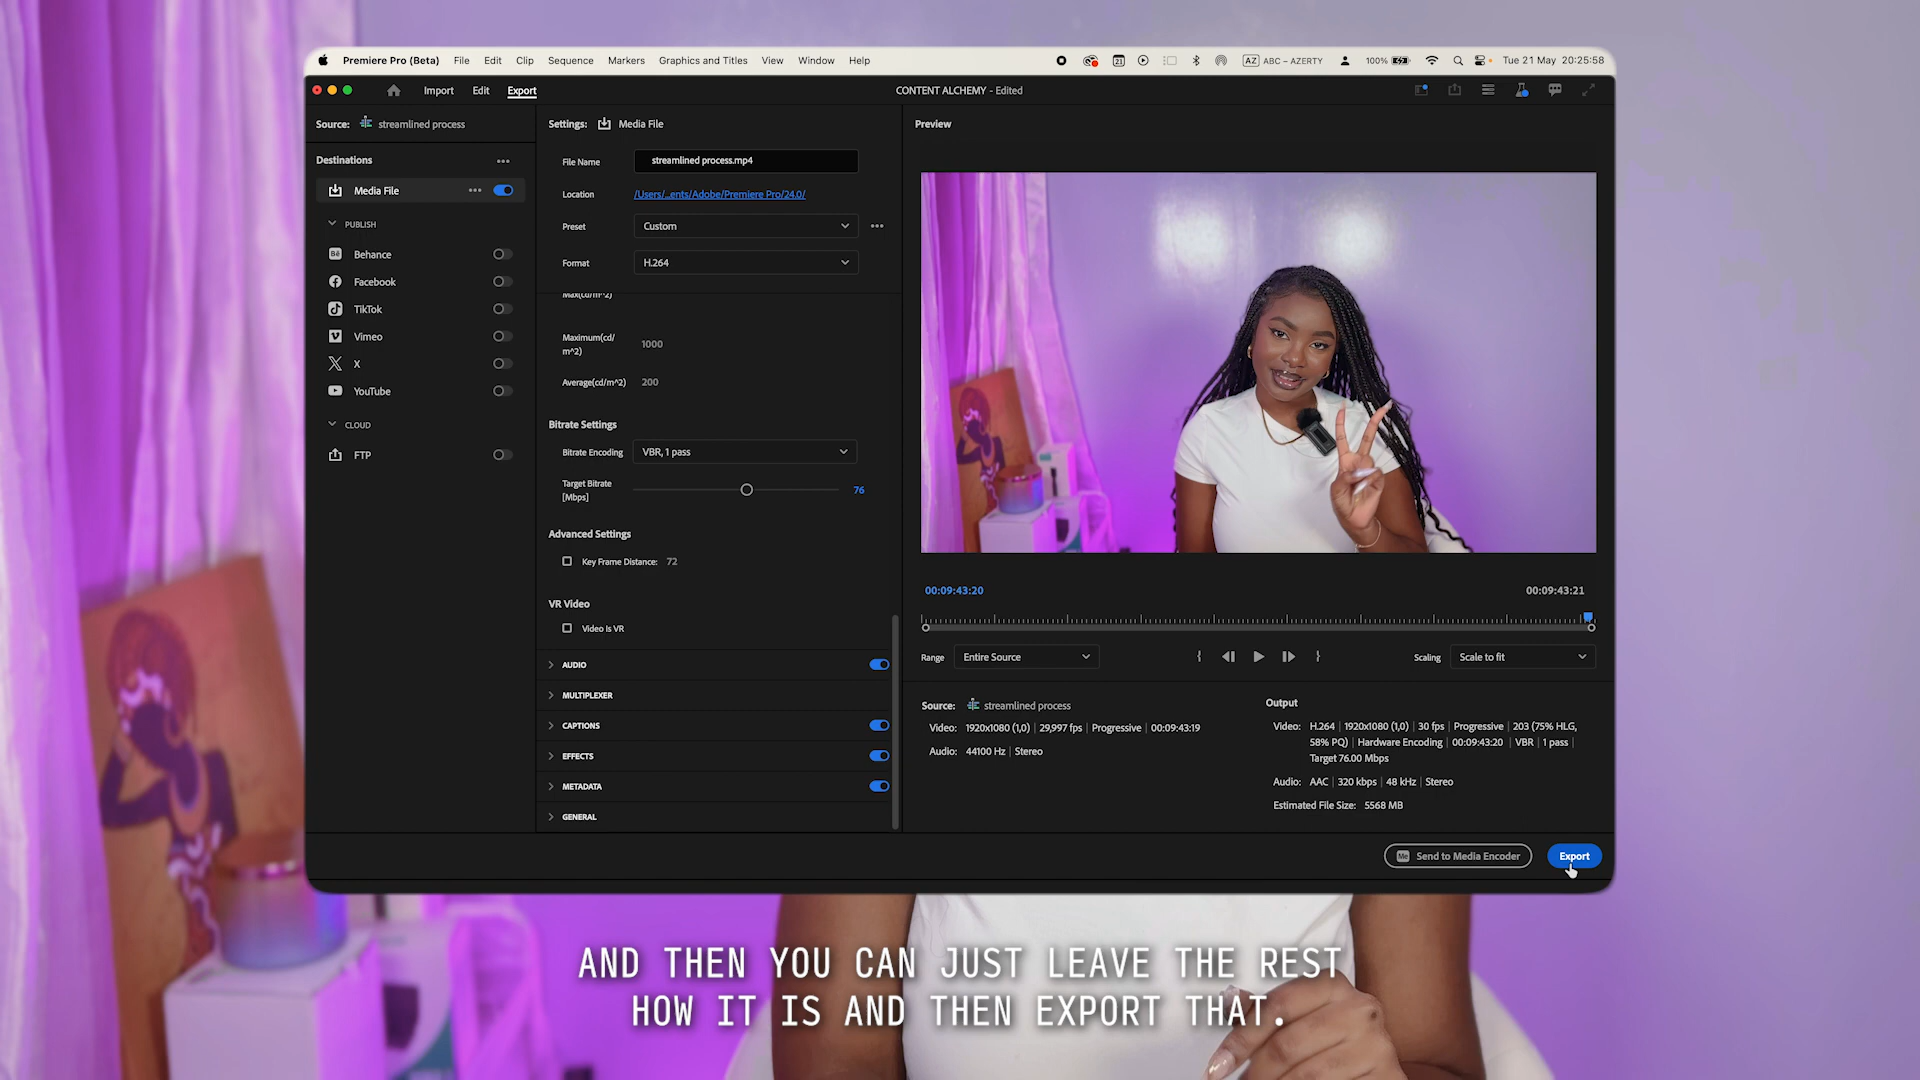 Premiere Pro (Beta) File Edit Clip Sequence Markers Graphics and Titles View Window Help
21 AZ ABC – AZERTY 100% Tue 21 May 20:25:58
Import Edit Export
CONTENT ALCHEMY - Edited
Source: streamlined process
Destinations
Media File
PUBLISH
Behance
Facebook
TikTok
Vimeo
X
YouTube
CLOUD
FTP
Settings: Media File
File Name streamlined process.mp4
Location /Users/...ents/Adobe/Premiere Pro/24.0/
Preset Custom
Format H.264
Max(cd/m^2)
Maximum(cd/
m^2) 1000
Average(cd/m^2) 200
Bitrate Settings
Bitrate Encoding VBR, 1 pass
Target Bitrate
[Mbps] 76
Advanced Settings
Key Frame Distance: 72
VR Video
Video Is VR
AUDIO
MULTIPLEXER
CAPTIONS
EFFECTS
METADATA
GENERAL
Preview
00:09:43:20 00:09:43:21
Range Entire Source Scaling Scale to fit
Source: streamlined process
Video: 1920x1080 (1,0) | 29,997 fps | Progressive | 00:09:43:19
Audio: 44100 Hz | Stereo
Output
Video: H.264 | 1920x1080 (1,0) | 30 fps | Progressive | 203 (75% HLG,
58% PQ) | Hardware Encoding | 00:09:43:20 | VBR | 1 pass |
Target 76.00 Mbps
Audio: AAC | 320 kbps | 48 kHz | Stereo
Estimated File Size: 5568 MB
Me Send to Media Encoder Export
AND THEN YOU CAN JUST LEAVE THE REST
HOW IT IS AND THEN EXPORT THAT.